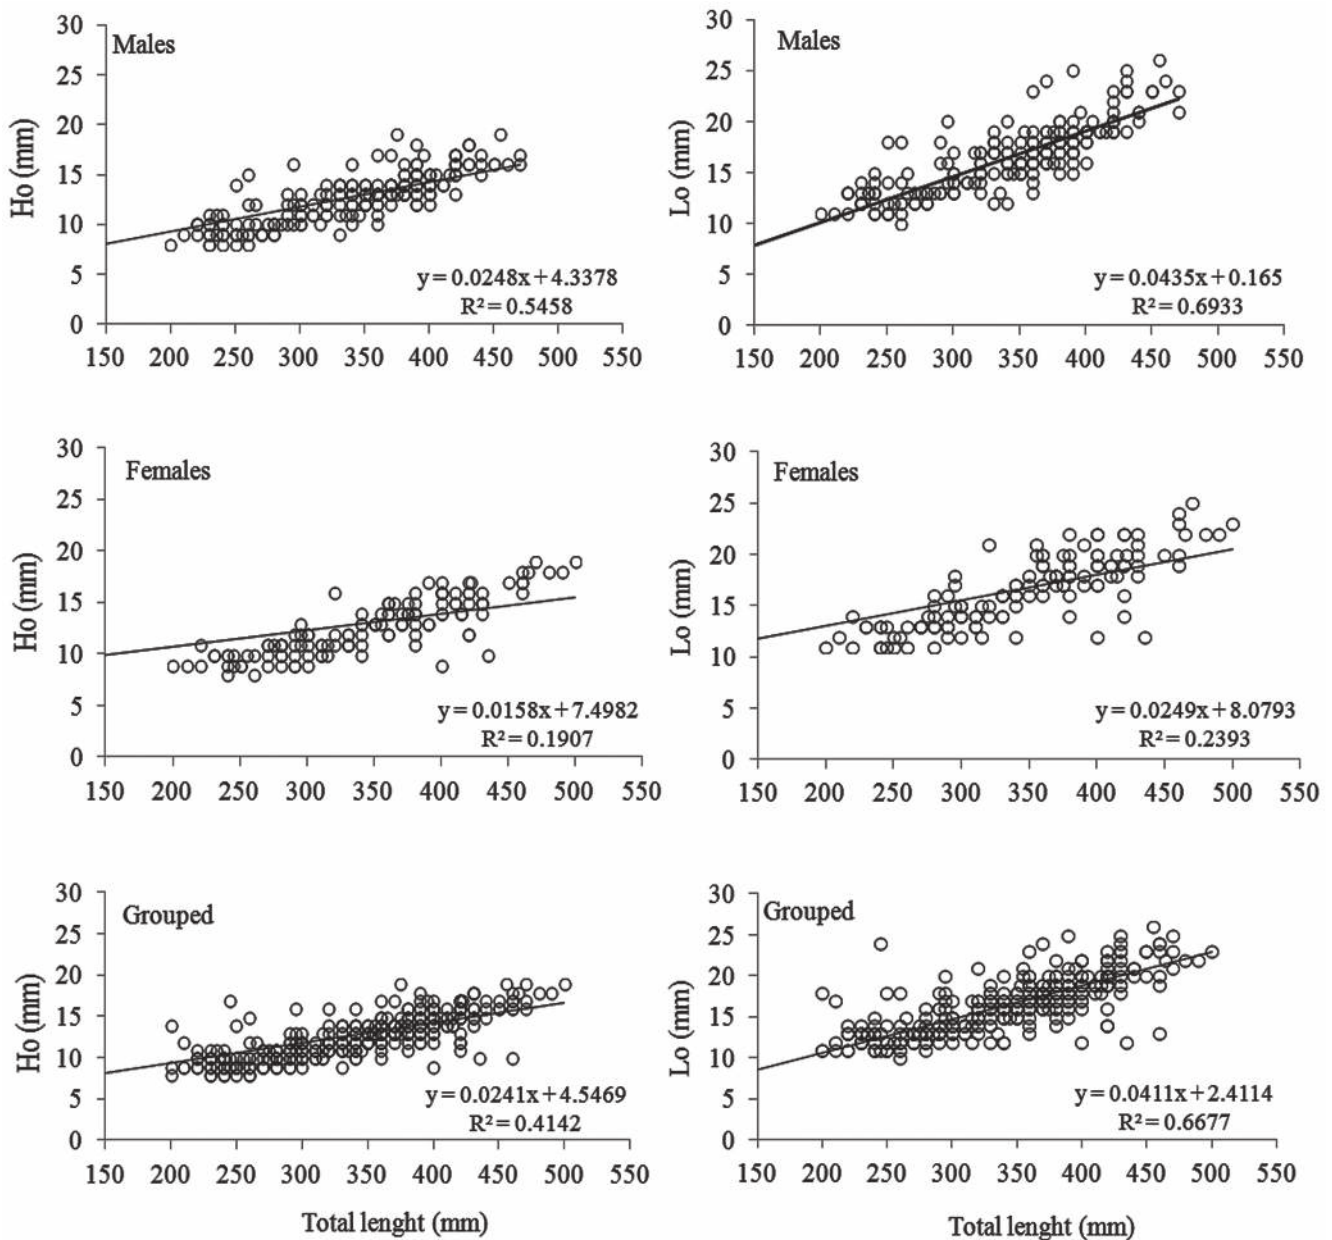 Males
Ho (mm)
30
25
20
15
10
5
0
y = 0.0248x + 4.3378
R² = 0.5458
150 200 250 300 350 400 450 500 550
Males
Lo (mm)
30
25
20
15
10
5
0
y = 0.0435x + 0.165
R² = 0.6933
150 200 250 300 350 400 450 500 550
Females
Ho (mm)
30
25
20
15
10
5
0
y = 0.0158x + 7.4982
R² = 0.1907
150 200 250 300 350 400 450 500 550
Females
Lo (mm)
30
25
20
15
10
5
0
y = 0.0249x + 8.0793
R² = 0.2393
150 200 250 300 350 400 450 500 550
Grouped
Ho (mm)
30
25
20
15
10
5
0
y = 0.0241x + 4.5469
R² = 0.4142
150 200 250 300 350 400 450 500 550
Total lenght (mm)
Grouped
Lo (mm)
30
25
20
15
10
5
0
y = 0.0411x + 2.4114
R² = 0.6677
150 200 250 300 350 400 450 500 550
Total lenght (mm)